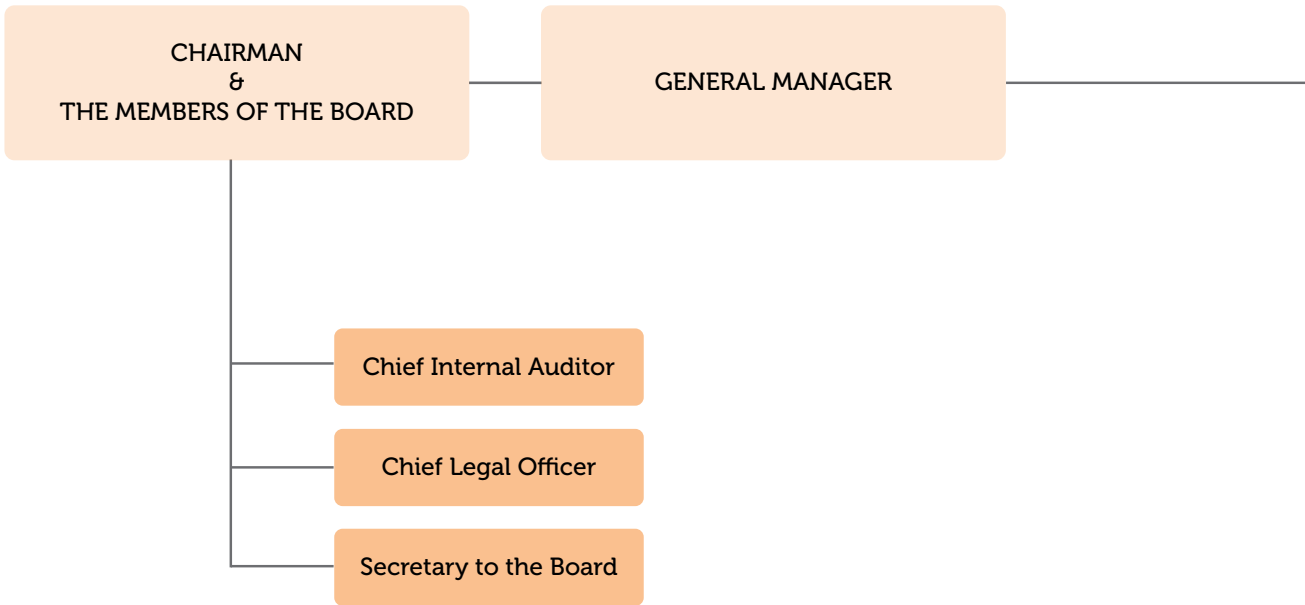 CHAIRMAN
&
THE MEMBERS OF THE BOARD
GENERAL MANAGER
Chief Internal Auditor
Chief Legal Officer
Secretary to the Board